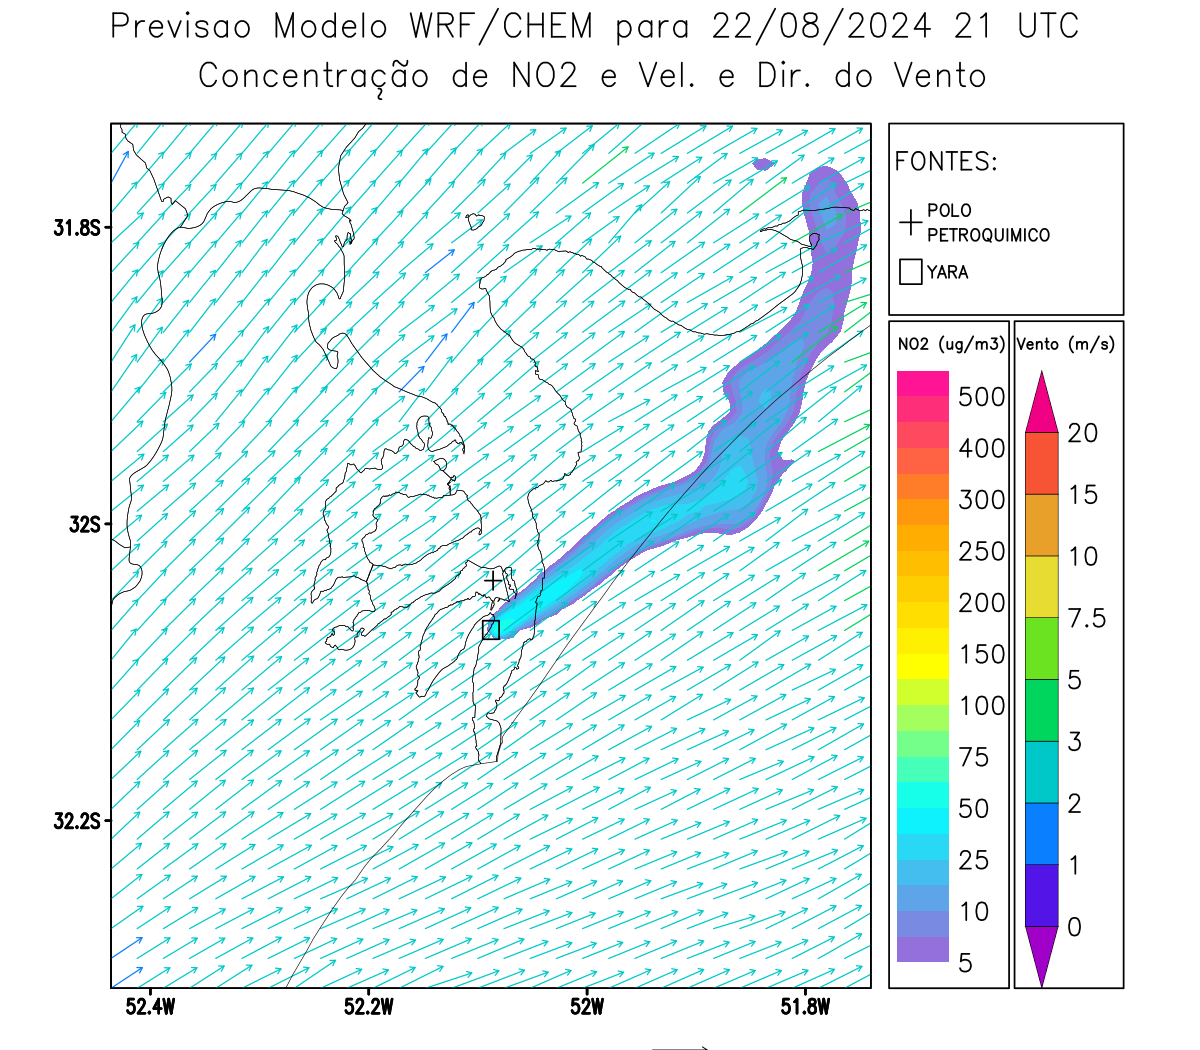 Previsao Modelo WRF/CHEM para 22/08/2024 21 UTC
Concentração de NO2 e Vel. e Dir. do Vento
FONTES:
POLO
PETROQUIMICO
YARA
NO2 (ug/m3)
500
400
300
250
200
150
100
75
50
25
10
5
Vento (m/s)
20
15
10
7.5
5
3
2
1
0
31.8S
32S
32.2S
52.4W
52.2W
52W
51.8W